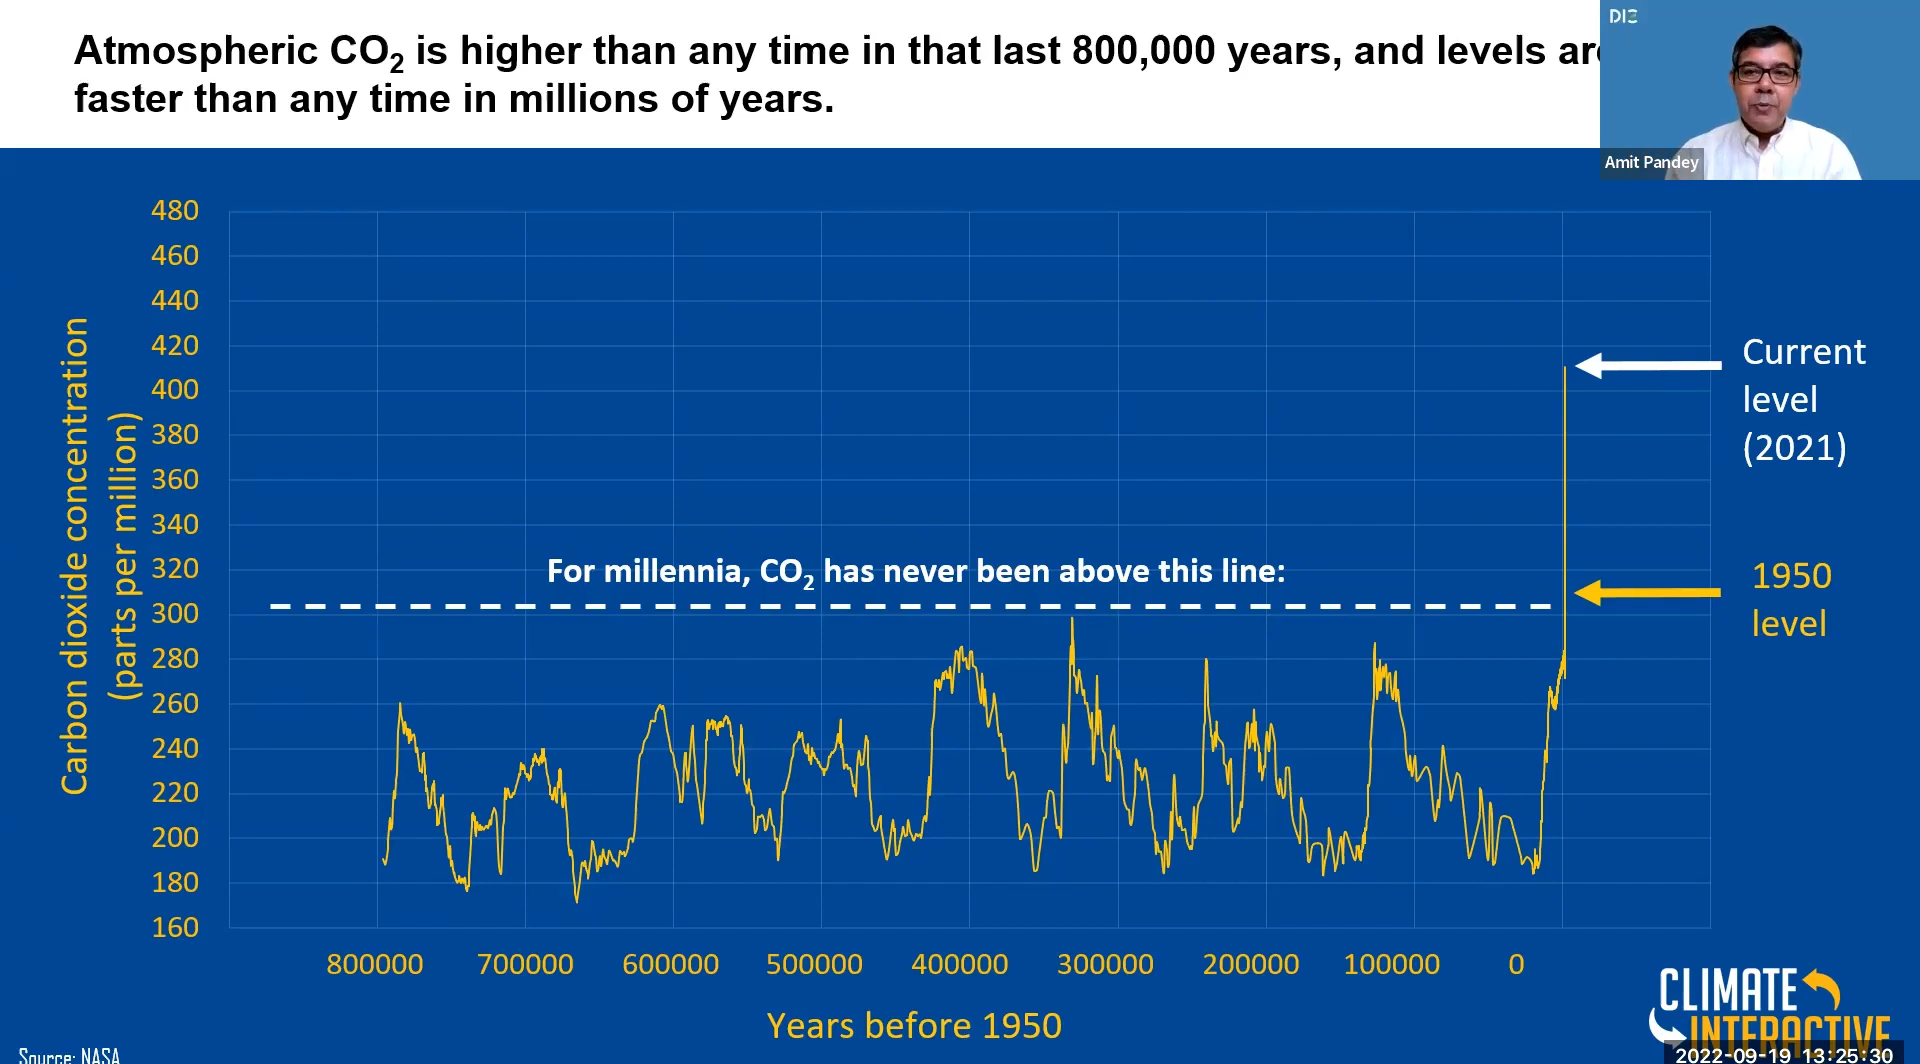 Atmospheric CO₂ is higher than any time in that last 800,000 years, and levels are
faster than any time in millions of years.
DIZ
Amit Pandey
480
460
440
420
400
380
360
340
320
300
280
260
240
220
200
180
160
Carbon dioxide concentration
(parts per million)
For millennia, CO₂ has never been above this line:
Current
level
(2021)
1950
level
800000 700000 600000 500000 400000 300000 200000 100000 0
Years before 1950
CLIMATE
INTERACTIVE
Source: NASA
2022-09-19 13:25:30